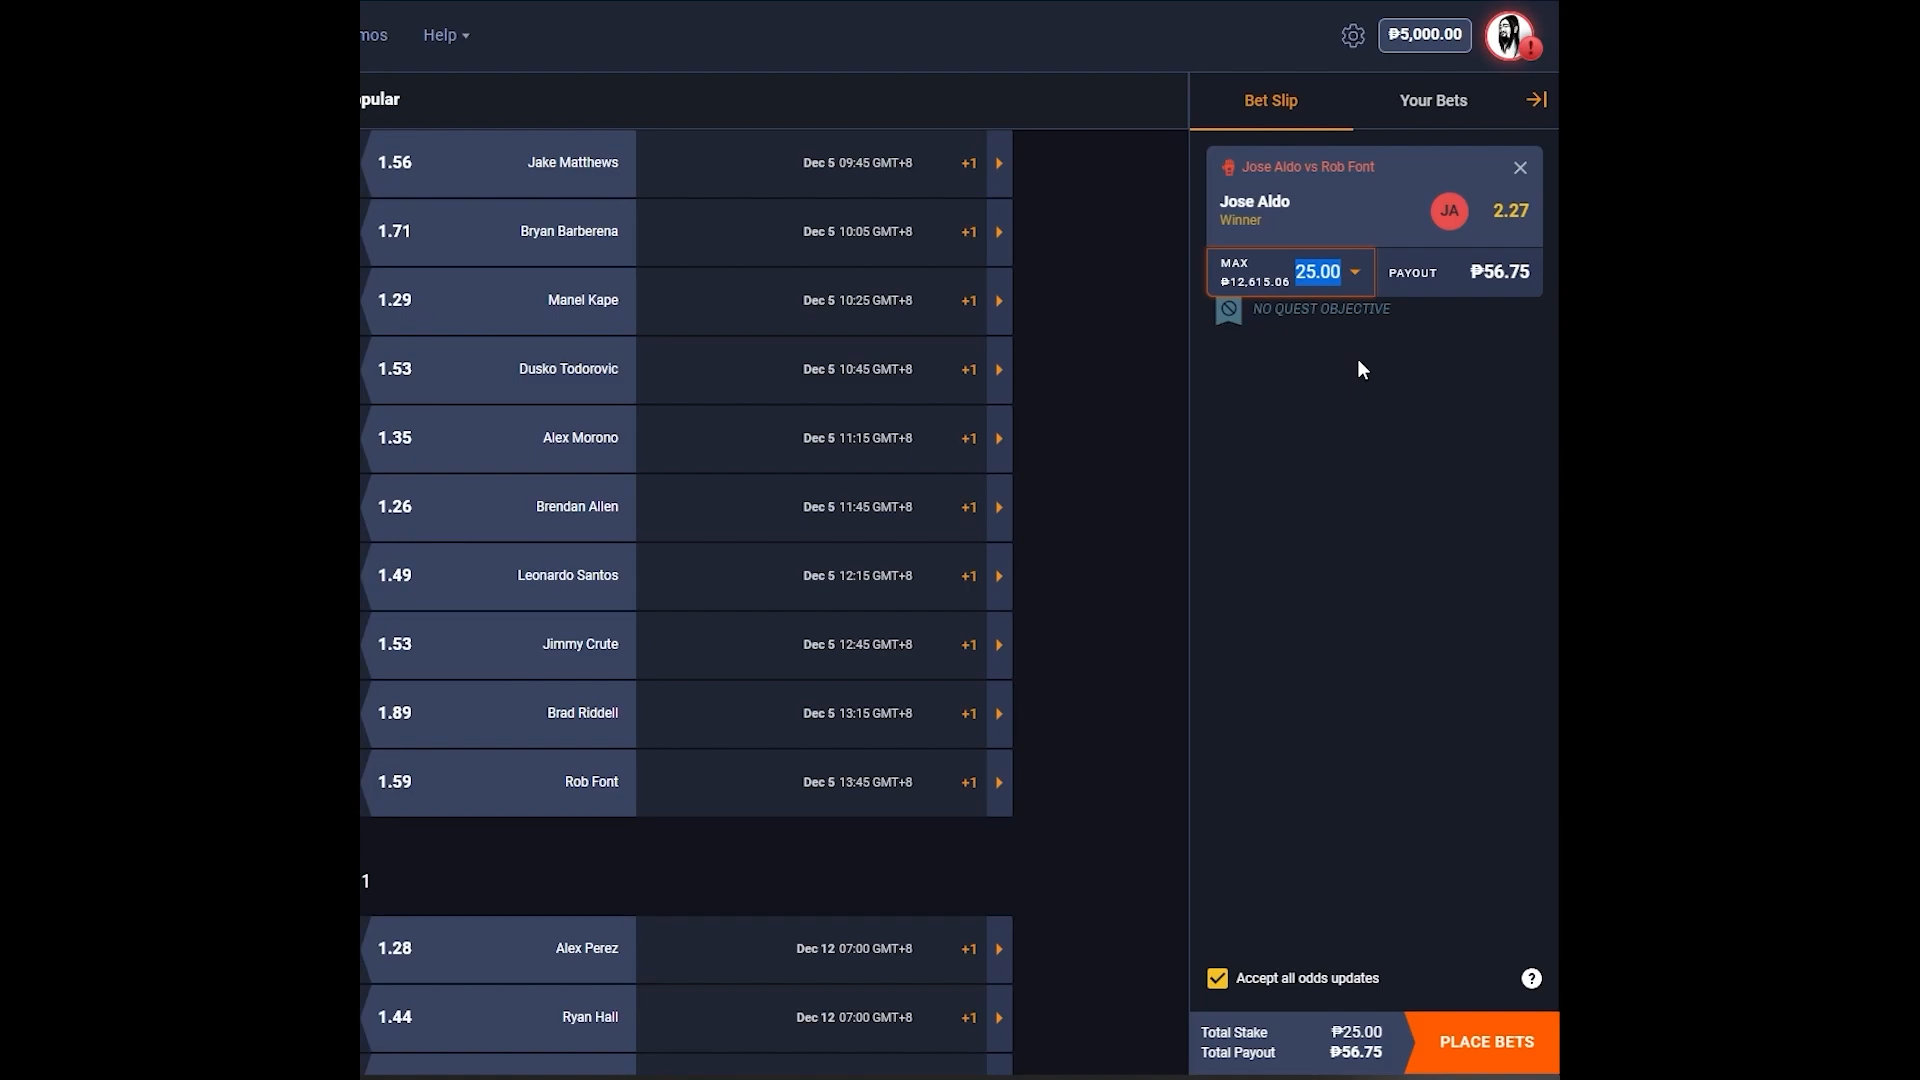 mos
Help
₱5,000.00
!
pular
Bet Slip
Your Bets
1.56 Jake Matthews Dec 5 09:45 GMT+8 +1
1.71 Bryan Barberena Dec 5 10:05 GMT+8 +1
1.29 Manel Kape Dec 5 10:25 GMT+8 +1
1.53 Dusko Todorovic Dec 5 10:45 GMT+8 +1
1.35 Alex Morono Dec 5 11:15 GMT+8 +1
1.26 Brendan Allen Dec 5 11:45 GMT+8 +1
1.49 Leonardo Santos Dec 5 12:15 GMT+8 +1
1.53 Jimmy Crute Dec 5 12:45 GMT+8 +1
1.89 Brad Riddell Dec 5 13:15 GMT+8 +1
1.59 Rob Font Dec 5 13:45 GMT+8 +1
1
1.28 Alex Perez Dec 12 07:00 GMT+8 +1
1.44 Ryan Hall Dec 12 07:00 GMT+8 +1
Jose Aldo vs Rob Font
Jose Aldo
Winner
JA
2.27
MAX
₱12,615.06
25.00
PAYOUT
₱56.75
NO QUEST OBJECTIVE
Accept all odds updates
?
Total Stake ₱25.00
Total Payout ₱56.75
PLACE BETS